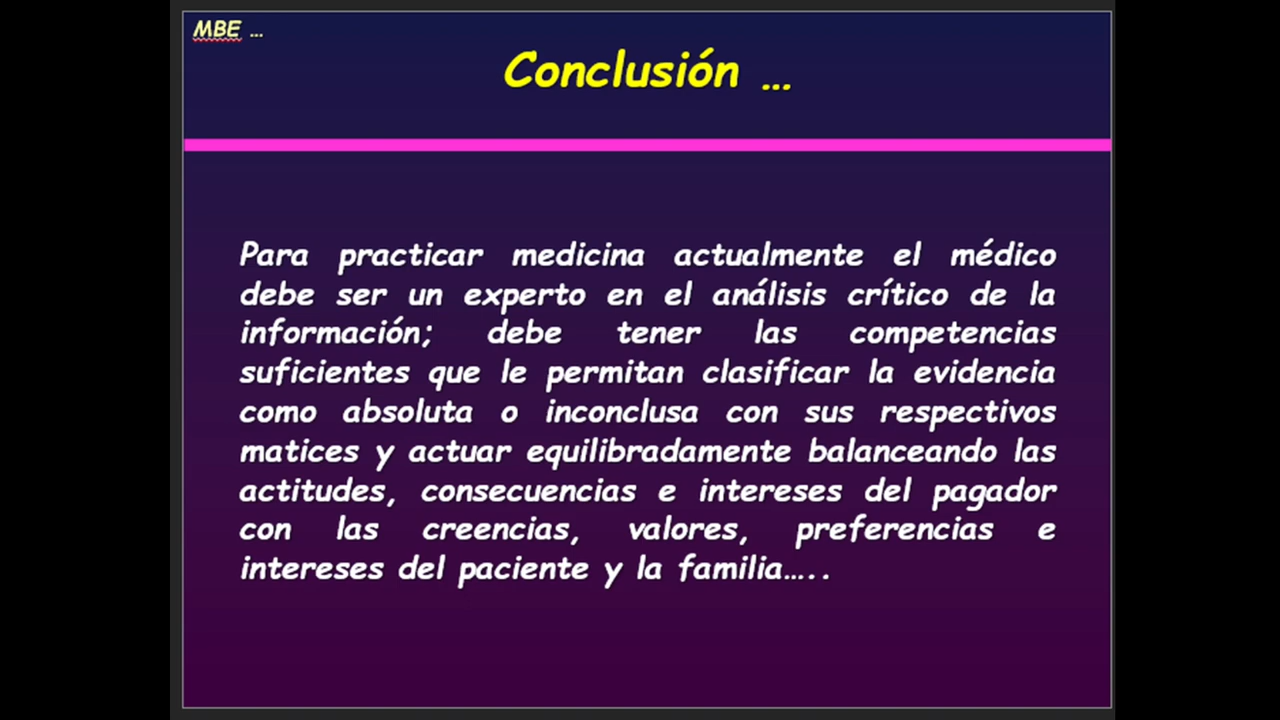 MBE …
Conclusión …
Para practicar medicina actualmente el médico
debe ser un experto en el análisis crítico de la
información; debe tener las competencias
suficientes que le permitan clasificar la evidencia
como absoluta o inconclusa con sus respectivos
matices y actuar equilibradamente balanceando las
actitudes, consecuencias e intereses del pagador
con las creencias, valores, preferencias e
intereses del paciente y la familia…..